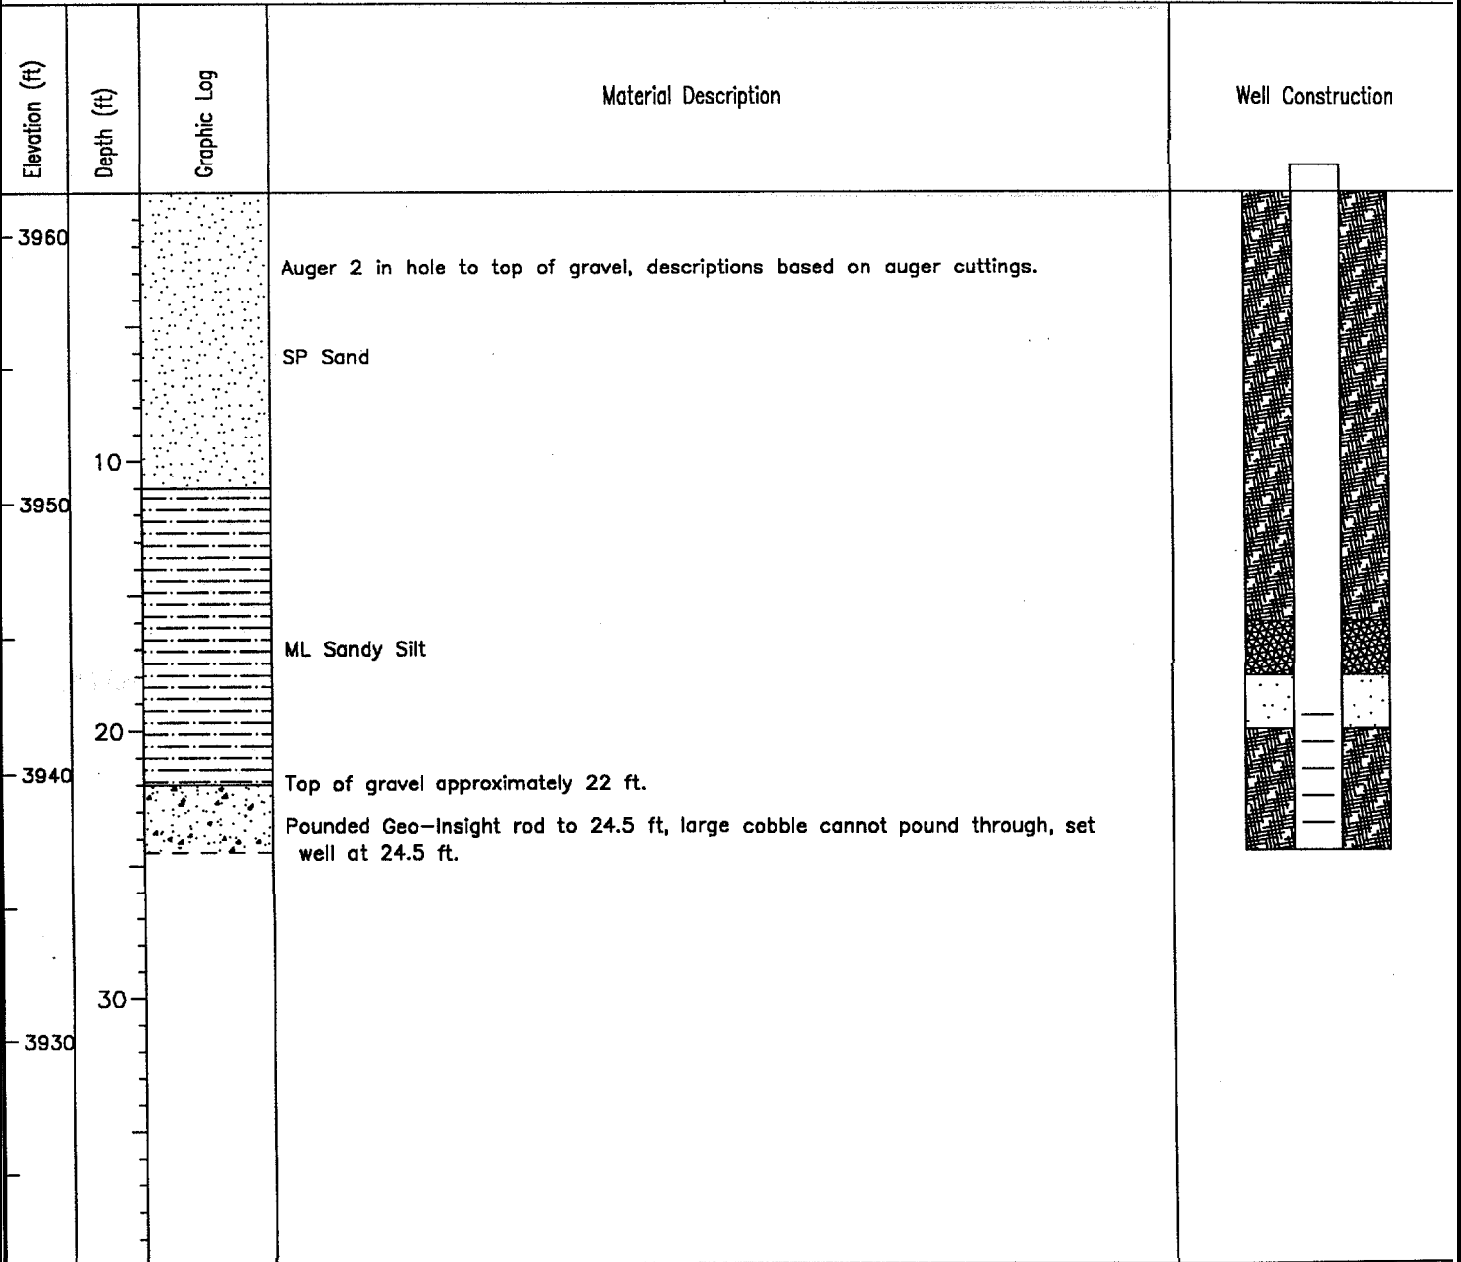 Elevation (ft)
Depth (ft)
Graphic Log
Material Description
Well Construction
3960
Auger 2 in hole to top of gravel, descriptions based on auger cuttings.
SP Sand
10
3950
ML Sandy Silt
20
3940
Top of gravel approximately 22 ft.
Pounded Geo-Insight rod to 24.5 ft, large cobble cannot pound through, set
well at 24.5 ft.
30
3930